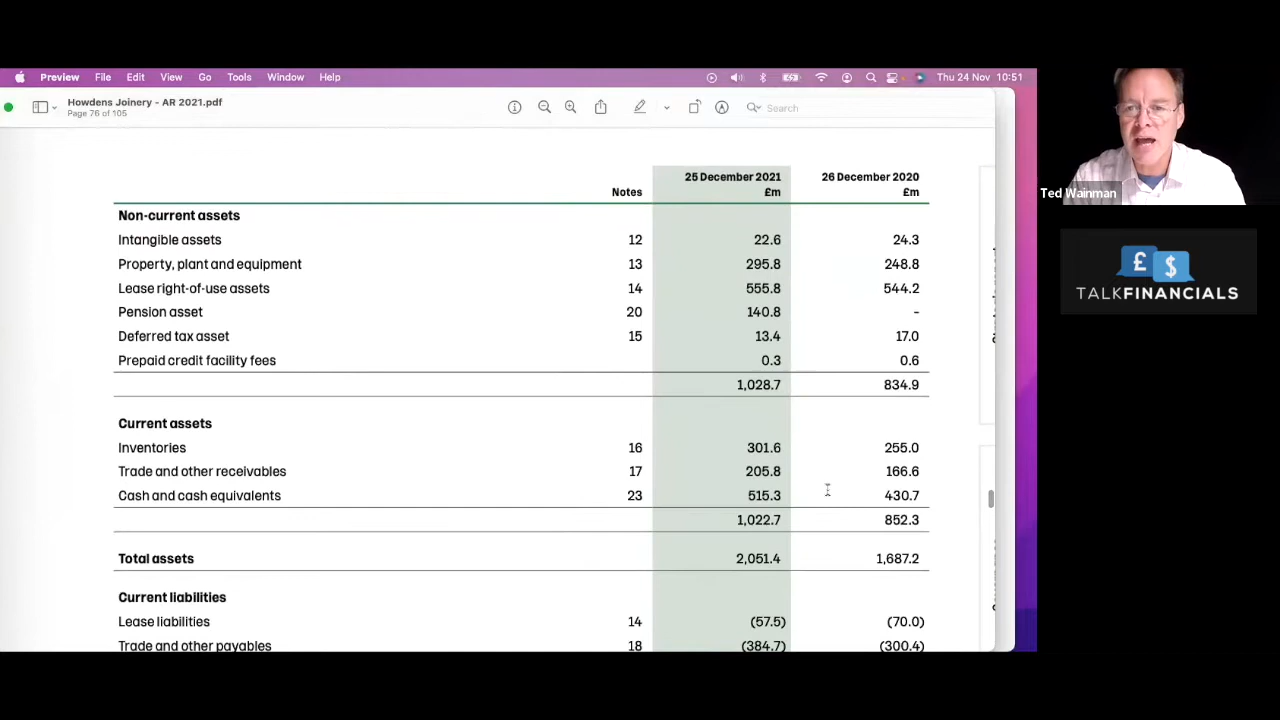 Preview File Edit View Go Tools Window Help Thu 24 Nov 10:51
Howdens Joinery - AR 2021.pdf
Page 76 of 105
Search
25 December 2021 26 December 2020
Notes £m £m
Non-current assets
Intangible assets 12 22.6 24.3
Property, plant and equipment 13 295.8 248.8
Lease right-of-use assets 14 555.8 544.2
Pension asset 20 140.8 -
Deferred tax asset 15 13.4 17.0
Prepaid credit facility fees 0.3 0.6
1,028.7 834.9
Current assets
Inventories 16 301.6 255.0
Trade and other receivables 17 205.8 166.6
Cash and cash equivalents 23 515.3 430.7
1,022.7 852.3
Total assets 2,051.4 1,687.2
Current liabilities
Lease liabilities 14 (57.5) (70.0)
Trade and other payables 18 (384.7) (300.4)
Ted Wainman
£ $
TALKFINANCIALS